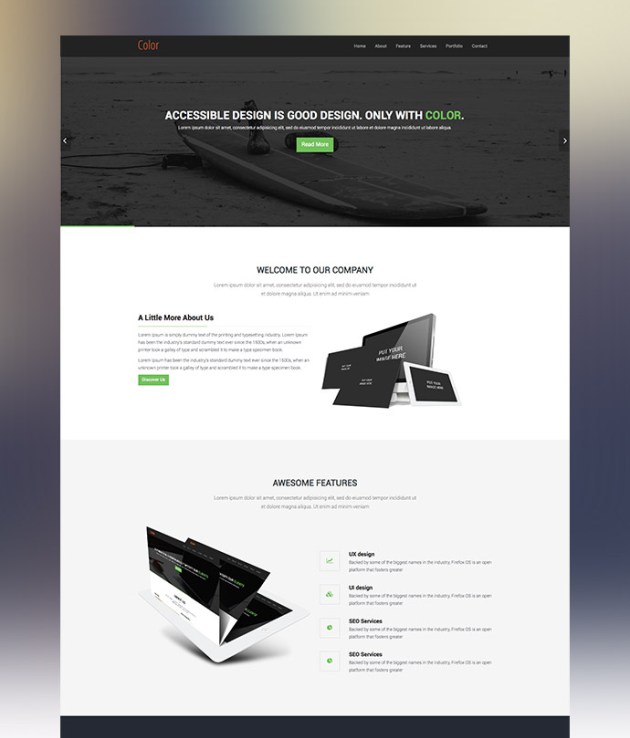 Color
Home About Feature Services Portfolio Contact
ACCESSIBLE DESIGN IS GOOD DESIGN. ONLY WITH COLOR.
Lorem ipsum dolor sit amet, consectetur adipisicing elit, sed do eiusmod tempor incididunt ut labore et dolore magna aliqua.
Read More
WELCOME TO OUR COMPANY
Lorem ipsum dolor sit amet, consectetur adipisicing elit, sed do eiusmod tempor incididunt ut
et dolore magna aliqua. Ut enim ad minim veniam
A Little More About Us
Lorem Ipsum is simply dummy text of the printing and typesetting industry. Lorem Ipsum
has been the industry's standard dummy text ever since the 1500s, when an unknown
printer took a galley of type and scrambled it to make a type
Lorem Ipsum has been the industry's standard dummy text ever since the 1500s, when an
unknown printer took a galley of type and scrambled it to make a type
Discover Us
PUT YOUR
IMAGE HERE
PUT YOUR
IMAGE HERE
AWESOME FEATURES
Lorem ipsum dolor sit amet, consectetur adipisicing elit, sed do eiusmod tempor incididunt ut
et dolore magna aliqua. Ut enim ad minim veniam
UX design
Backed by some of the biggest names in the industry, Firefox OS is an open
platform that fosters greater
UI design
Backed by some of the biggest names in the industry, Firefox OS is an open
platform that fosters greater
SEO Services
Backed by some of the biggest names in the industry, Firefox OS is an open
platform that fosters greater
SEO Services
Backed by some of the biggest names in the industry, Firefox OS is an open
platform that fosters greater